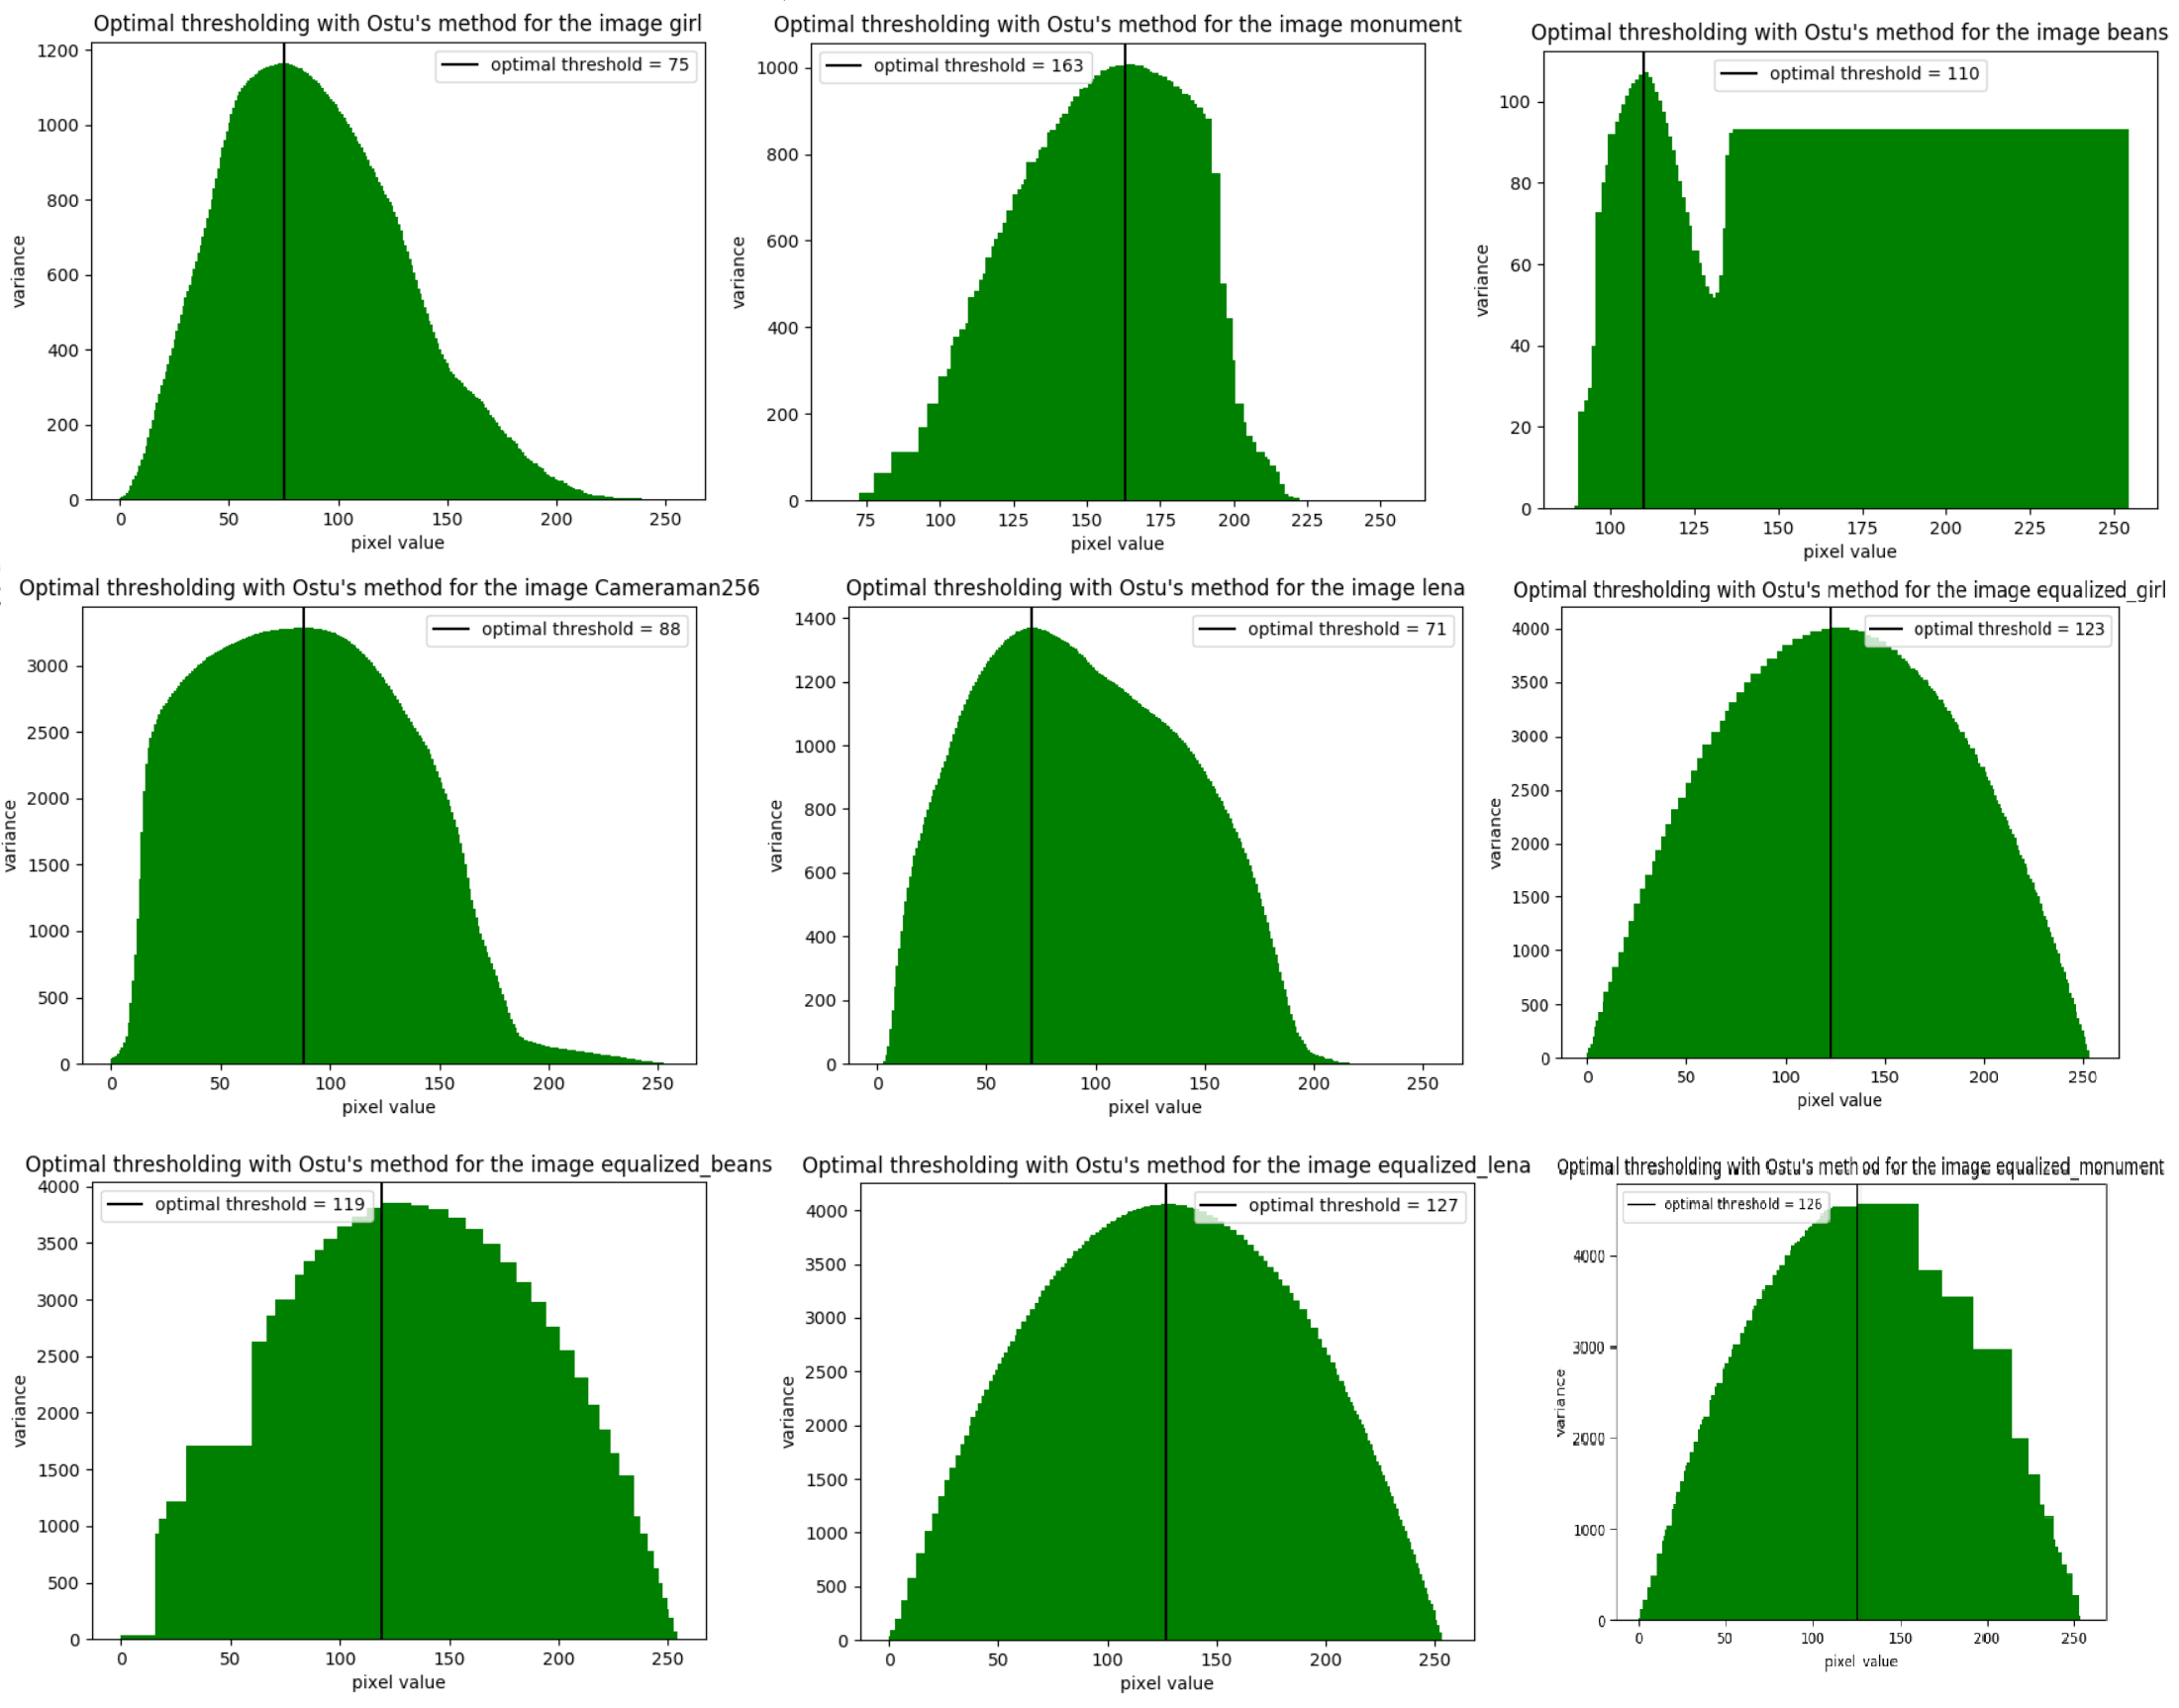 Optimal thresholding with Ostu's method for the image girl
optimal threshold = 75
1200
1000
800
600
400
200
0
variance
0 50 100 150 200 250
pixel value
Optimal thresholding with Ostu's method for the image monument
optimal threshold = 163
1000
800
600
400
200
0
variance
75 100 125 150 175 200 225 250
pixel value
Optimal thresholding with Ostu's method for the image beans
optimal threshold = 110
100
80
60
40
20
0
variance
100 125 150 175 200 225 250
pixel value
Optimal thresholding with Ostu's method for the image Cameraman256
optimal threshold = 88
3000
2500
2000
1500
1000
500
0
variance
0 50 100 150 200 250
pixel value
Optimal thresholding with Ostu's method for the image lena
optimal threshold = 71
1400
1200
1000
800
600
400
200
0
variance
0 50 100 150 200 250
pixel value
Optimal thresholding with Ostu's method for the image equalized_girl
optimal threshold = 123
4000
3500
3000
2500
2000
1500
1000
500
0
variance
0 50 100 150 200 250
pixel value
Optimal thresholding with Ostu's method for the image equalized_beans
optimal threshold = 119
4000
3500
3000
2500
2000
1500
1000
500
0
variance
0 50 100 150 200 250
pixel value
Optimal thresholding with Ostu's method for the image equalized_lena
optimal threshold = 127
4000
3500
3000
2500
2000
1500
1000
500
0
variance
0 50 100 150 200 250
pixel value
Optimal thresholding with Ostu's method for the image equalized_monument
optimal threshold = 126
4000
3000
2000
1000
0
variance
0 50 100 150 200 250
pixel value